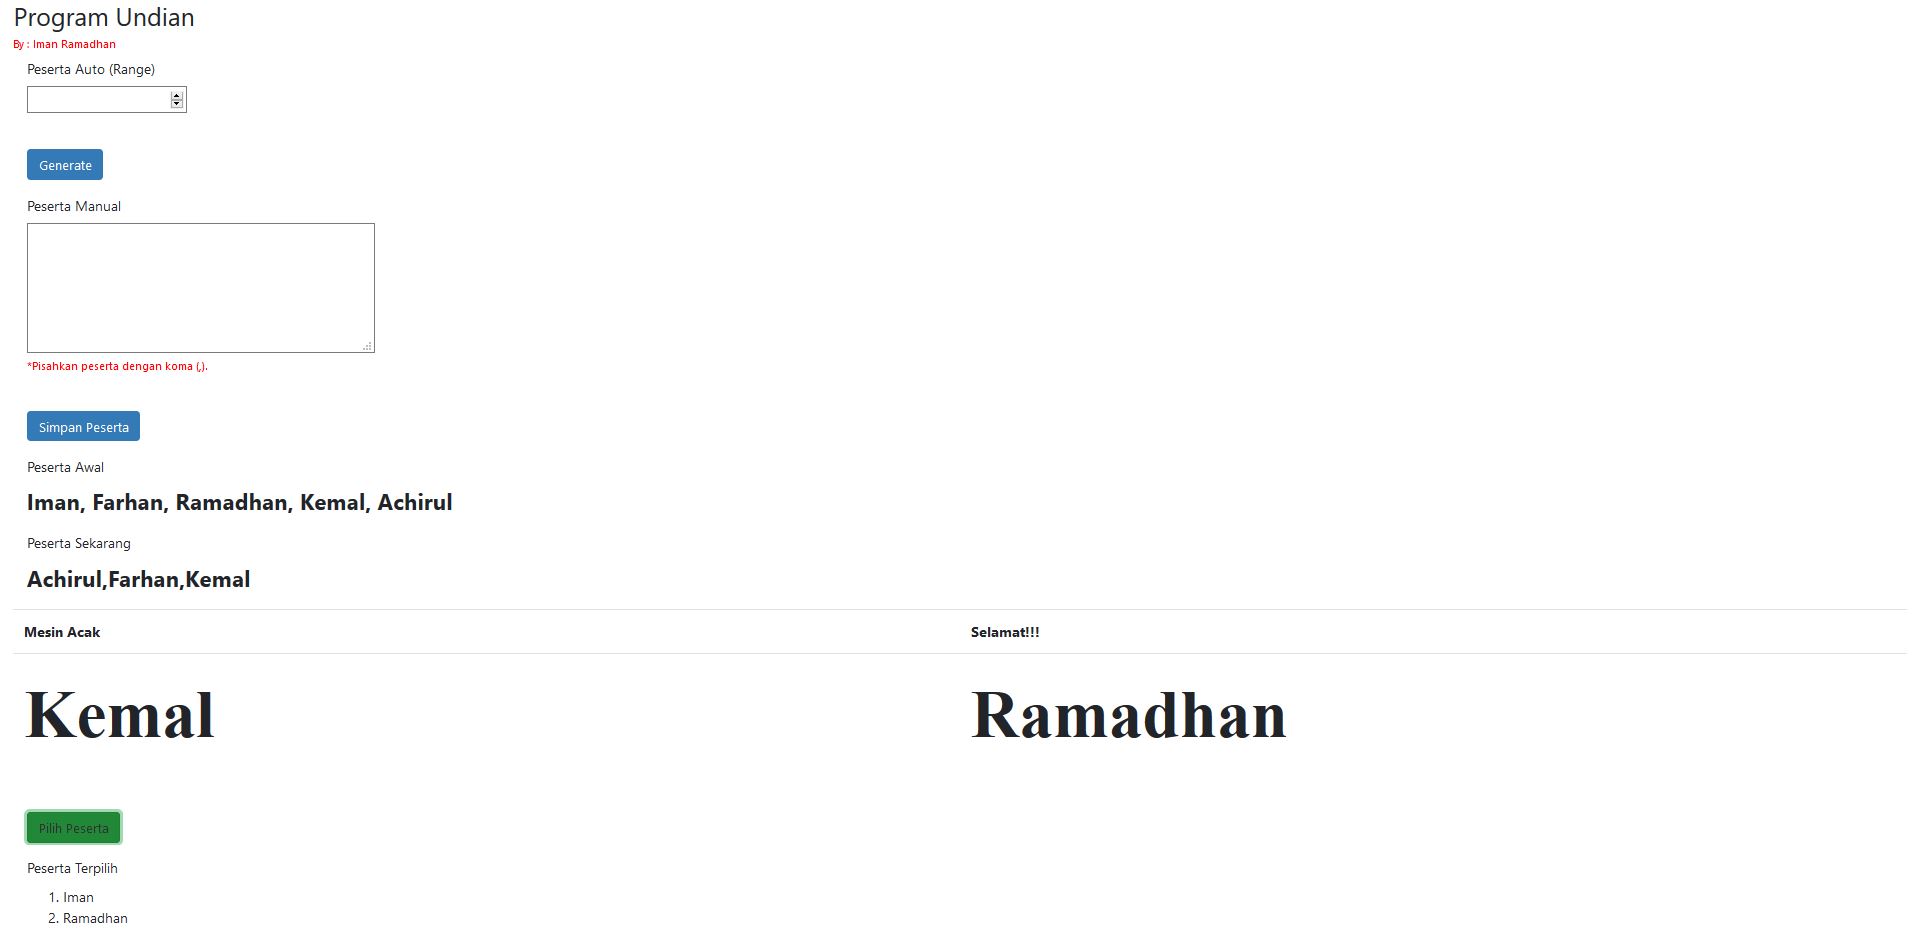 Program Undian
By : Iman Ramadhan
Peserta Auto (Range)
Generate
Peserta Manual
*Pisahkan peserta dengan koma (,).
Simpan Peserta
Peserta Awal
Iman, Farhan, Ramadhan, Kemal, Achirul
Peserta Sekarang
Achirul,Farhan,Kemal
Mesin Acak
Selamat!!!
Kemal
Ramadhan
Pilih Peserta
Peserta Terpilih
1. Iman
2. Ramadhan